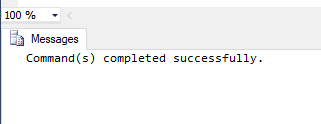 100 %
Messages
Command(s) completed successfully.